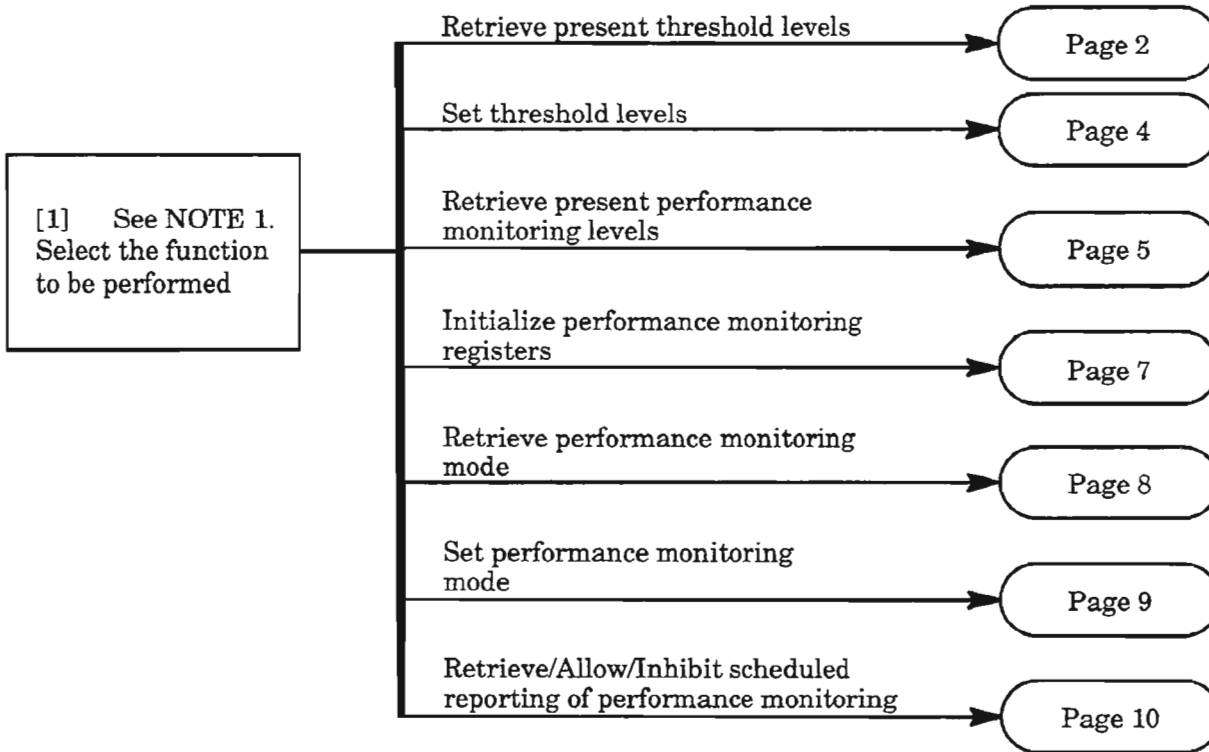 Retrieve present threshold levels
Page 2
Set threshold levels
Page 4
[1] See NOTE 1.
Select the function
to be performed
Retrieve present performance
monitoring levels
Page 5
Initialize performance monitoring
registers
Page 7
Retrieve performance monitoring
mode
Page 8
Set performance monitoring
mode
Page 9
Retrieve/Allow/Inhibit scheduled
reporting of performance monitoring
Page 10